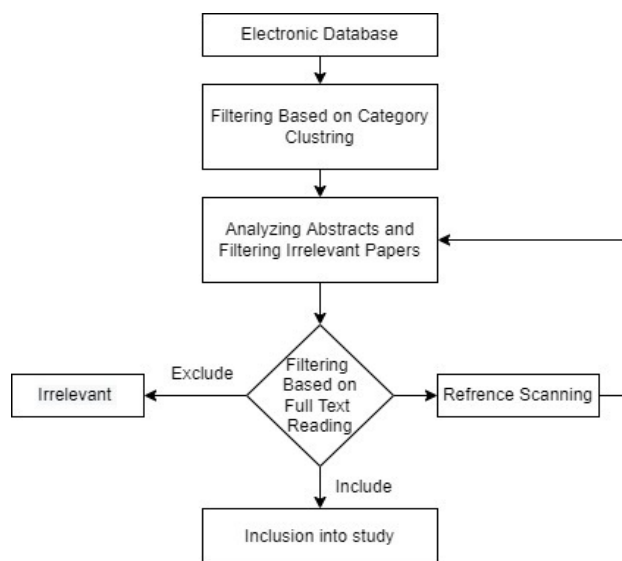 Electronic Database
Filtering Based on Category
Clustring
Analyzing Abstracts and
Filtering Irrelevant Papers
Exclude
Irrelevant
Filtering
Based on
Full Text
Reading
Refrence Scanning
Include
Inclusion into study